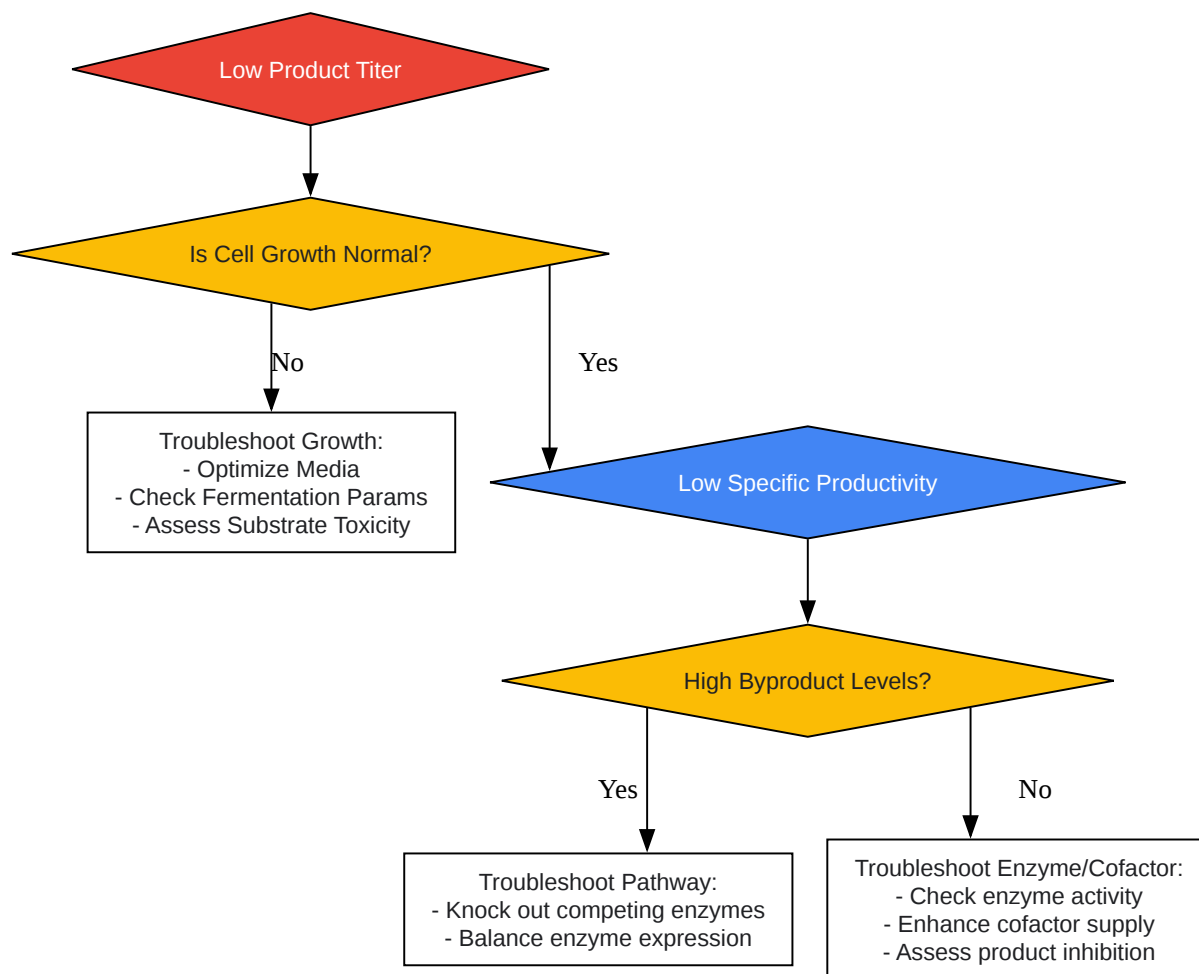 Low Product Titer
Is Cell Growth Normal?
No
Yes
Troubleshoot Growth:
- Optimize Media
- Check Fermentation Params
- Assess Substrate Toxicity
Low Specific Productivity
High Byproduct Levels?
Yes
No
Troubleshoot Pathway:
- Knock out competing enzymes
- Balance enzyme expression
Troubleshoot Enzyme/Cofactor:
- Check enzyme activity
- Enhance cofactor supply
- Assess product inhibition